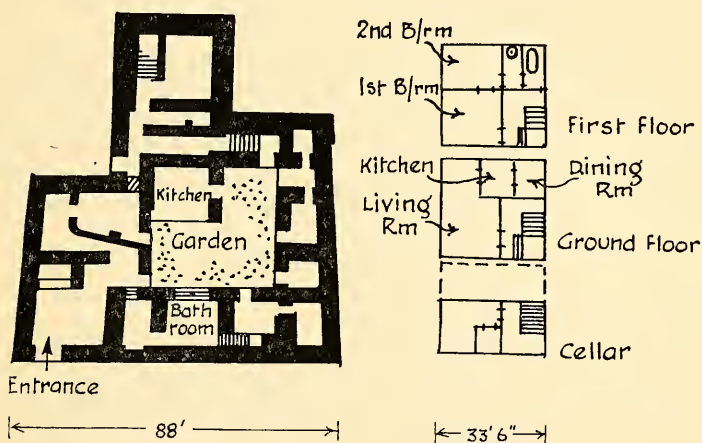 Kitchen
Garden
Bath
room
Entrance
88'
2nd B/rm
1st B/rm
First Floor
Kitchen
Dining
Rm
Living
Rm
Ground Floor
Cellar
33'6"